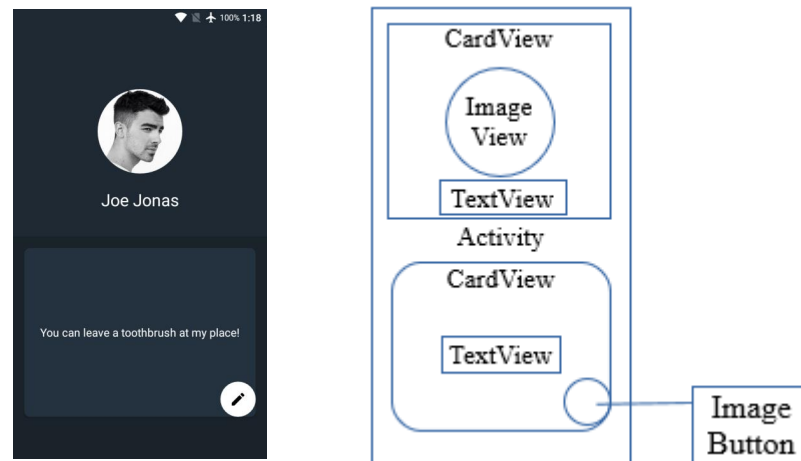 100% 1:18
Joe Jonas
You can leave a toothbrush at my place!
CardView
Image
View
TextView
Activity
CardView
TextView
Image
Button